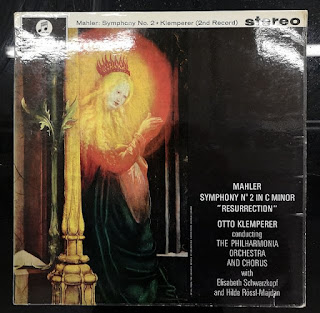 Mahler: Symphony No. 2 • Klemperer (2nd Record) stereo
MAHLER
SYMPHONY Nº 2 IN C MINOR
"RESURRECTION"
OTTO KLEMPERER
conducting
THE PHILHARMONIA
ORCHESTRA
AND CHORUS
with
Elisabeth Schwarzkopf
and Hilde Rössl-Majdan